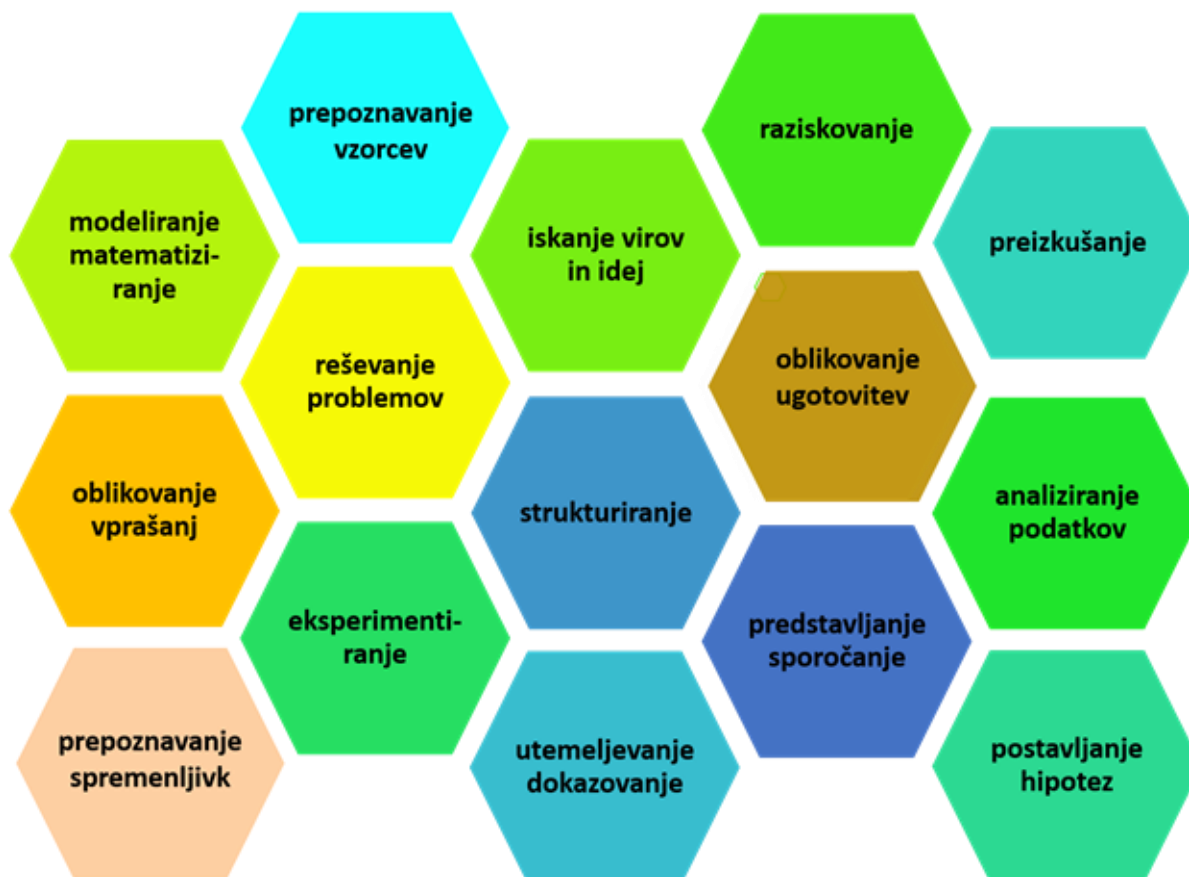 prepoznavanje
vzorcev
raziskovanje
modeliranje
matematizi-
ranje
iskanje virov
in idej
preizkušanje
reševanje
problemov
oblikovanje
ugotovitev
oblikovanje
vprašanj
strukturiranje
analiziranje
podatkov
eksperimenti-
ranje
predstavljanje
sporočanje
prepoznavanje
spremenljivk
utemeljevanje
dokazovanje
postavljanje
hipotez